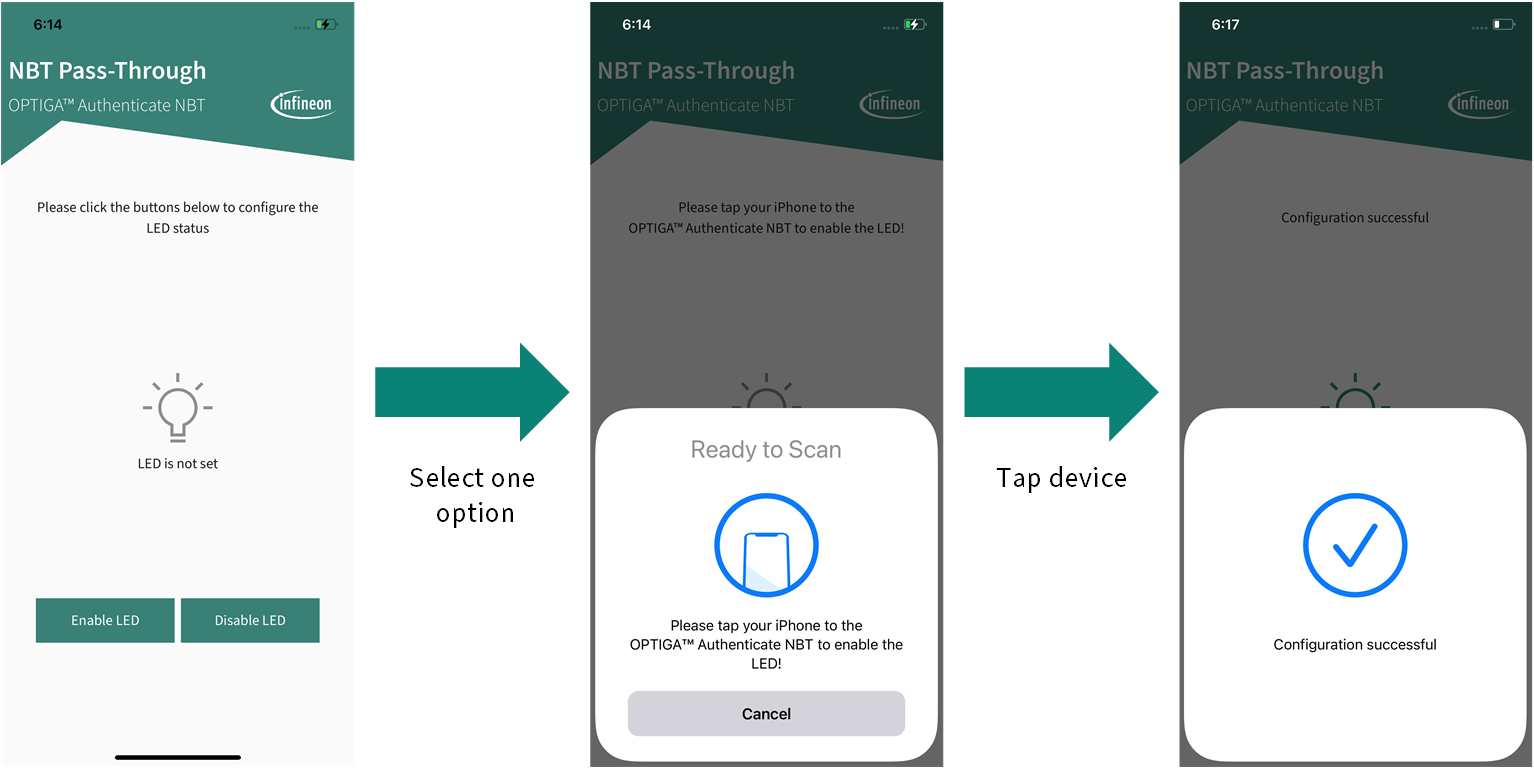 6:14
NBT Pass-Through
OPTIGA™ Authenticate NBT
infineon
Please click the buttons below to configure the
LED status
LED is not set
Enable LED
Disable LED
Select one
option
6:14
NBT Pass-Through
OPTIGA™ Authenticate NBT
infineon
Please tap your iPhone to the
OPTIGA™ Authenticate NBT to enable the LED!
Ready to Scan
Please tap your iPhone to the
OPTIGA™ Authenticate NBT to enable the
LED!
Cancel
Tap device
6:17
NBT Pass-Through
OPTIGA™ Authenticate NBT
infineon
Configuration successful
Configuration successful